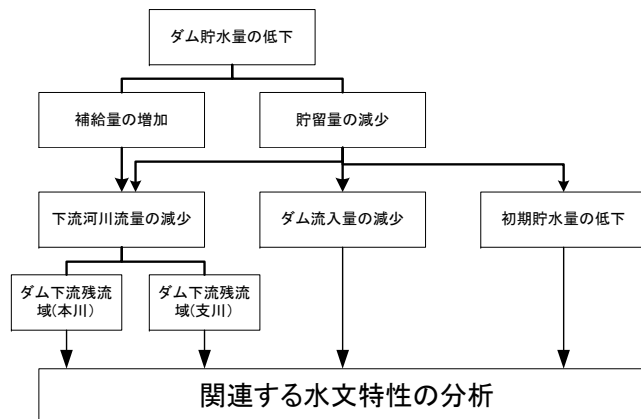 ダム貯水量の低下
補給量の増加
貯留量の減少
下流河川流量の減少
ダム流入量の減少
初期貯水量の低下
ダム下流残流
域(本川)
ダム下流残流
域(支川)
関連する水文特性の分析